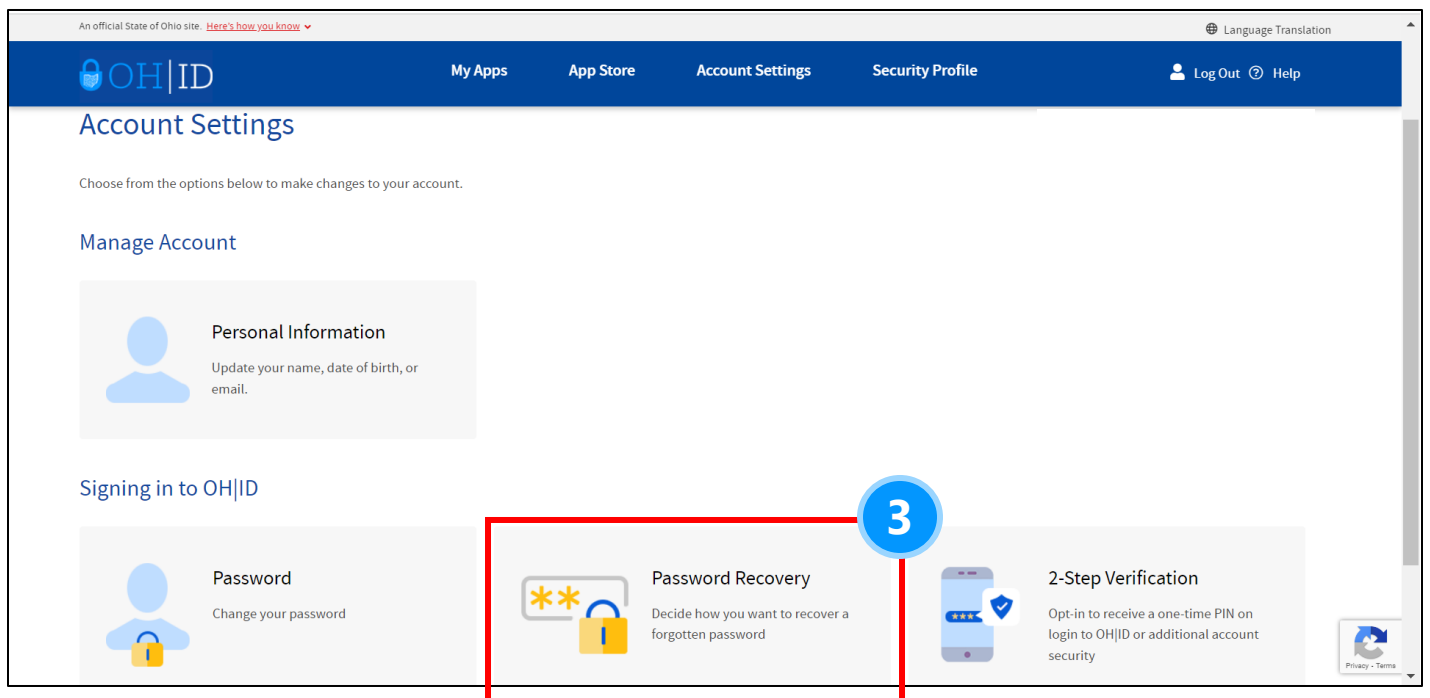 An official State of Ohio site. Here's how you know
Language Translation
OH|ID
My Apps
App Store
Account Settings
Security Profile
Log Out
Help
Account Settings
Choose from the options below to make changes to your account.
Manage Account
Personal Information
Update your name, date of birth, or
email.
Signing in to OH|ID
3
Password
Change your password
**
Password Recovery
Decide how you want to recover a
forgotten password
***
2-Step Verification
Opt-in to receive a one-time PIN on
login to OH|ID or additional account
security
Privacy - Terms